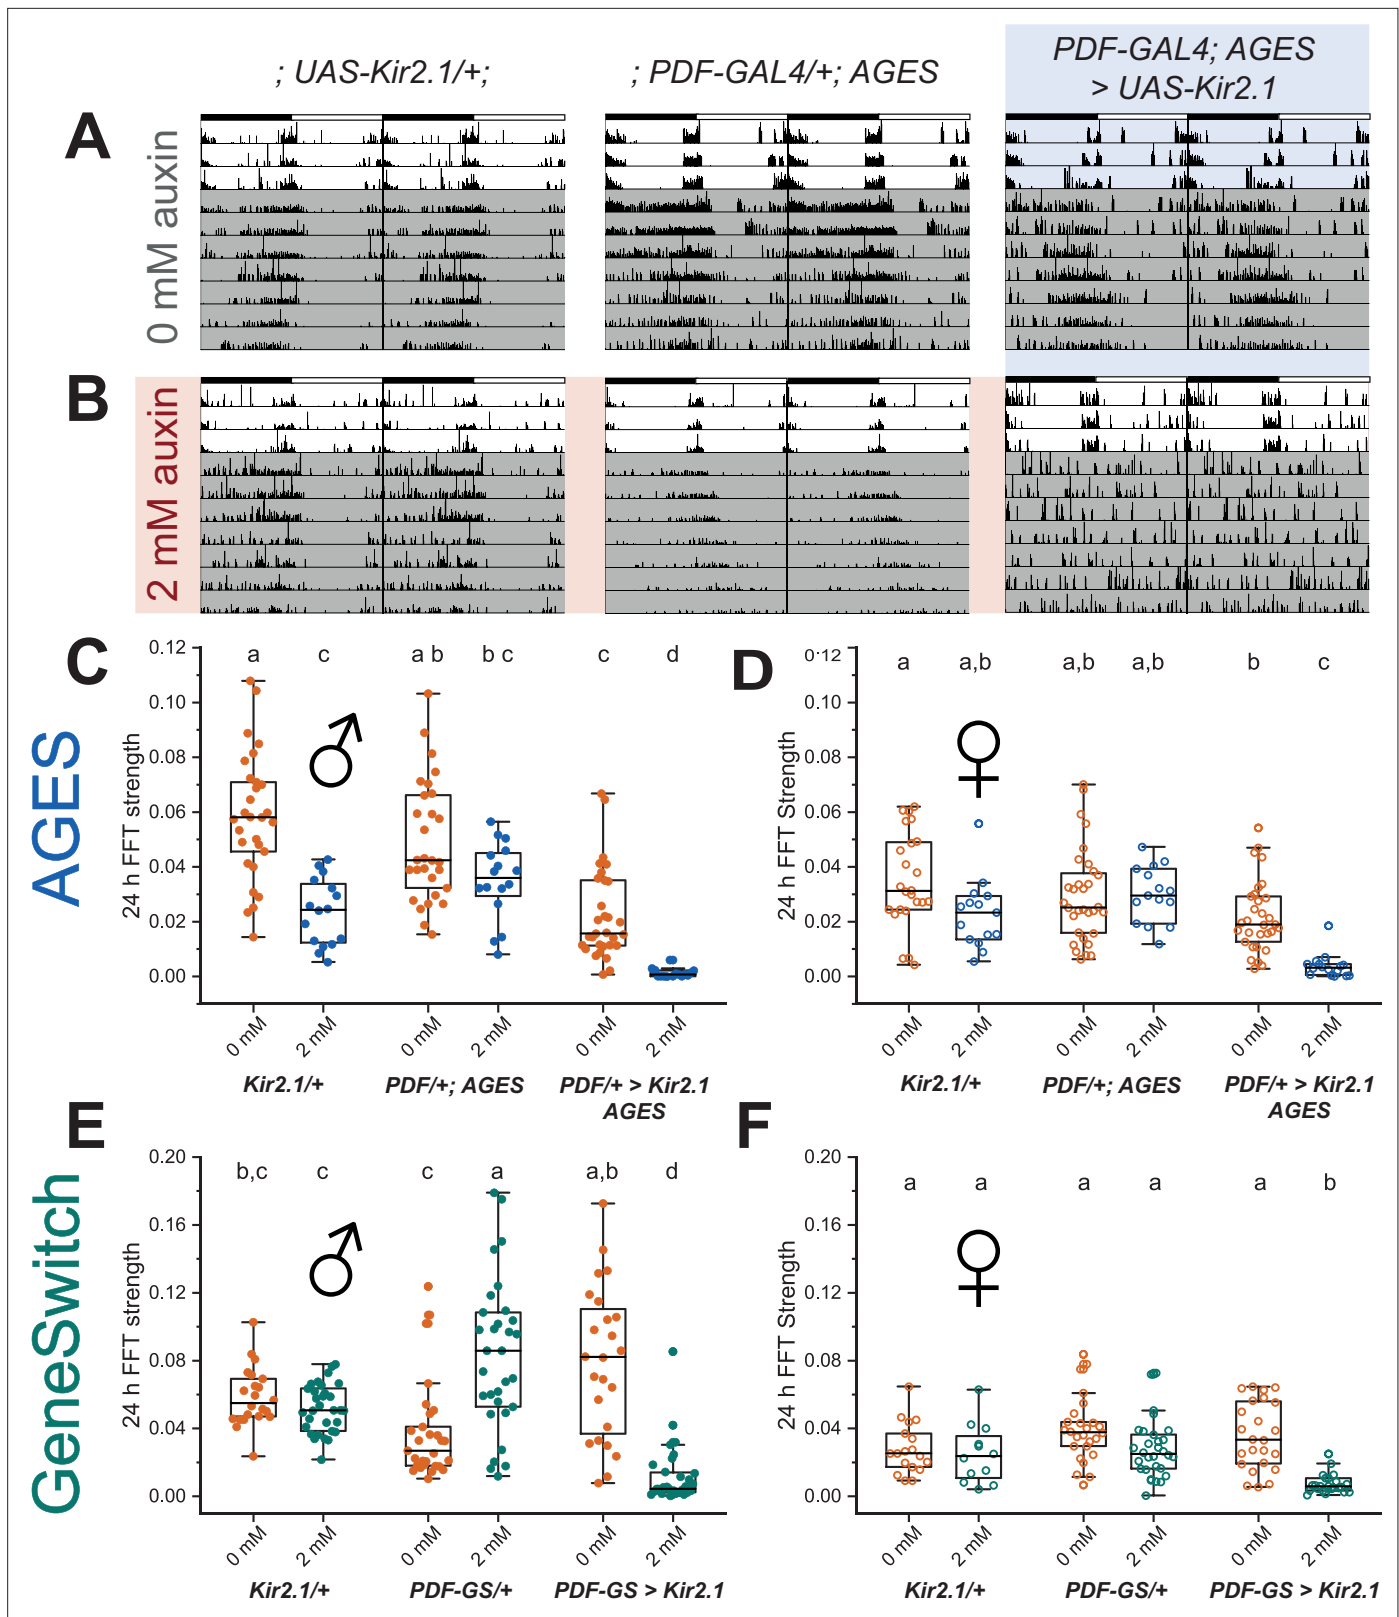 ; UAS-Kir2.1/+;
; PDF-GAL4/+; AGES
PDF-GAL4; AGES
> UAS-Kir2.1
A
0 mM auxin
B
2 mM auxin
AGES
C
24 h FFT strength
0.12
0.10
0.08
0.06
0.04
0.02
0.00
a
c
a b
b c
c
d
0 mM
2 mM
0 mM
2 mM
0 mM
2 mM
Kir2.1/+
PDF/+; AGES
PDF/+ > Kir2.1
AGES
D
24 h FFT Strength
0.12
0.10
0.08
0.06
0.04
0.02
0.00
a
a,b
a,b
a,b
b
c
0 mM
2 mM
0 mM
2 mM
0 mM
2 mM
Kir2.1/+
PDF/+; AGES
PDF/+ > Kir2.1
AGES
GeneSwitch
E
24 h FFT strength
0.20
0.16
0.12
0.08
0.04
0.00
b,c
c
c
a
a,b
d
0 mM
2 mM
0 mM
2 mM
0 mM
2 mM
Kir2.1/+
PDF-GS/+
PDF-GS > Kir2.1
F
24 h FFT Strength
0.20
0.16
0.12
0.08
0.04
0.00
a
a
a
a
a
b
0 mM
2 mM
0 mM
2 mM
0 mM
2 mM
Kir2.1/+
PDF-GS/+
PDF-GS > Kir2.1